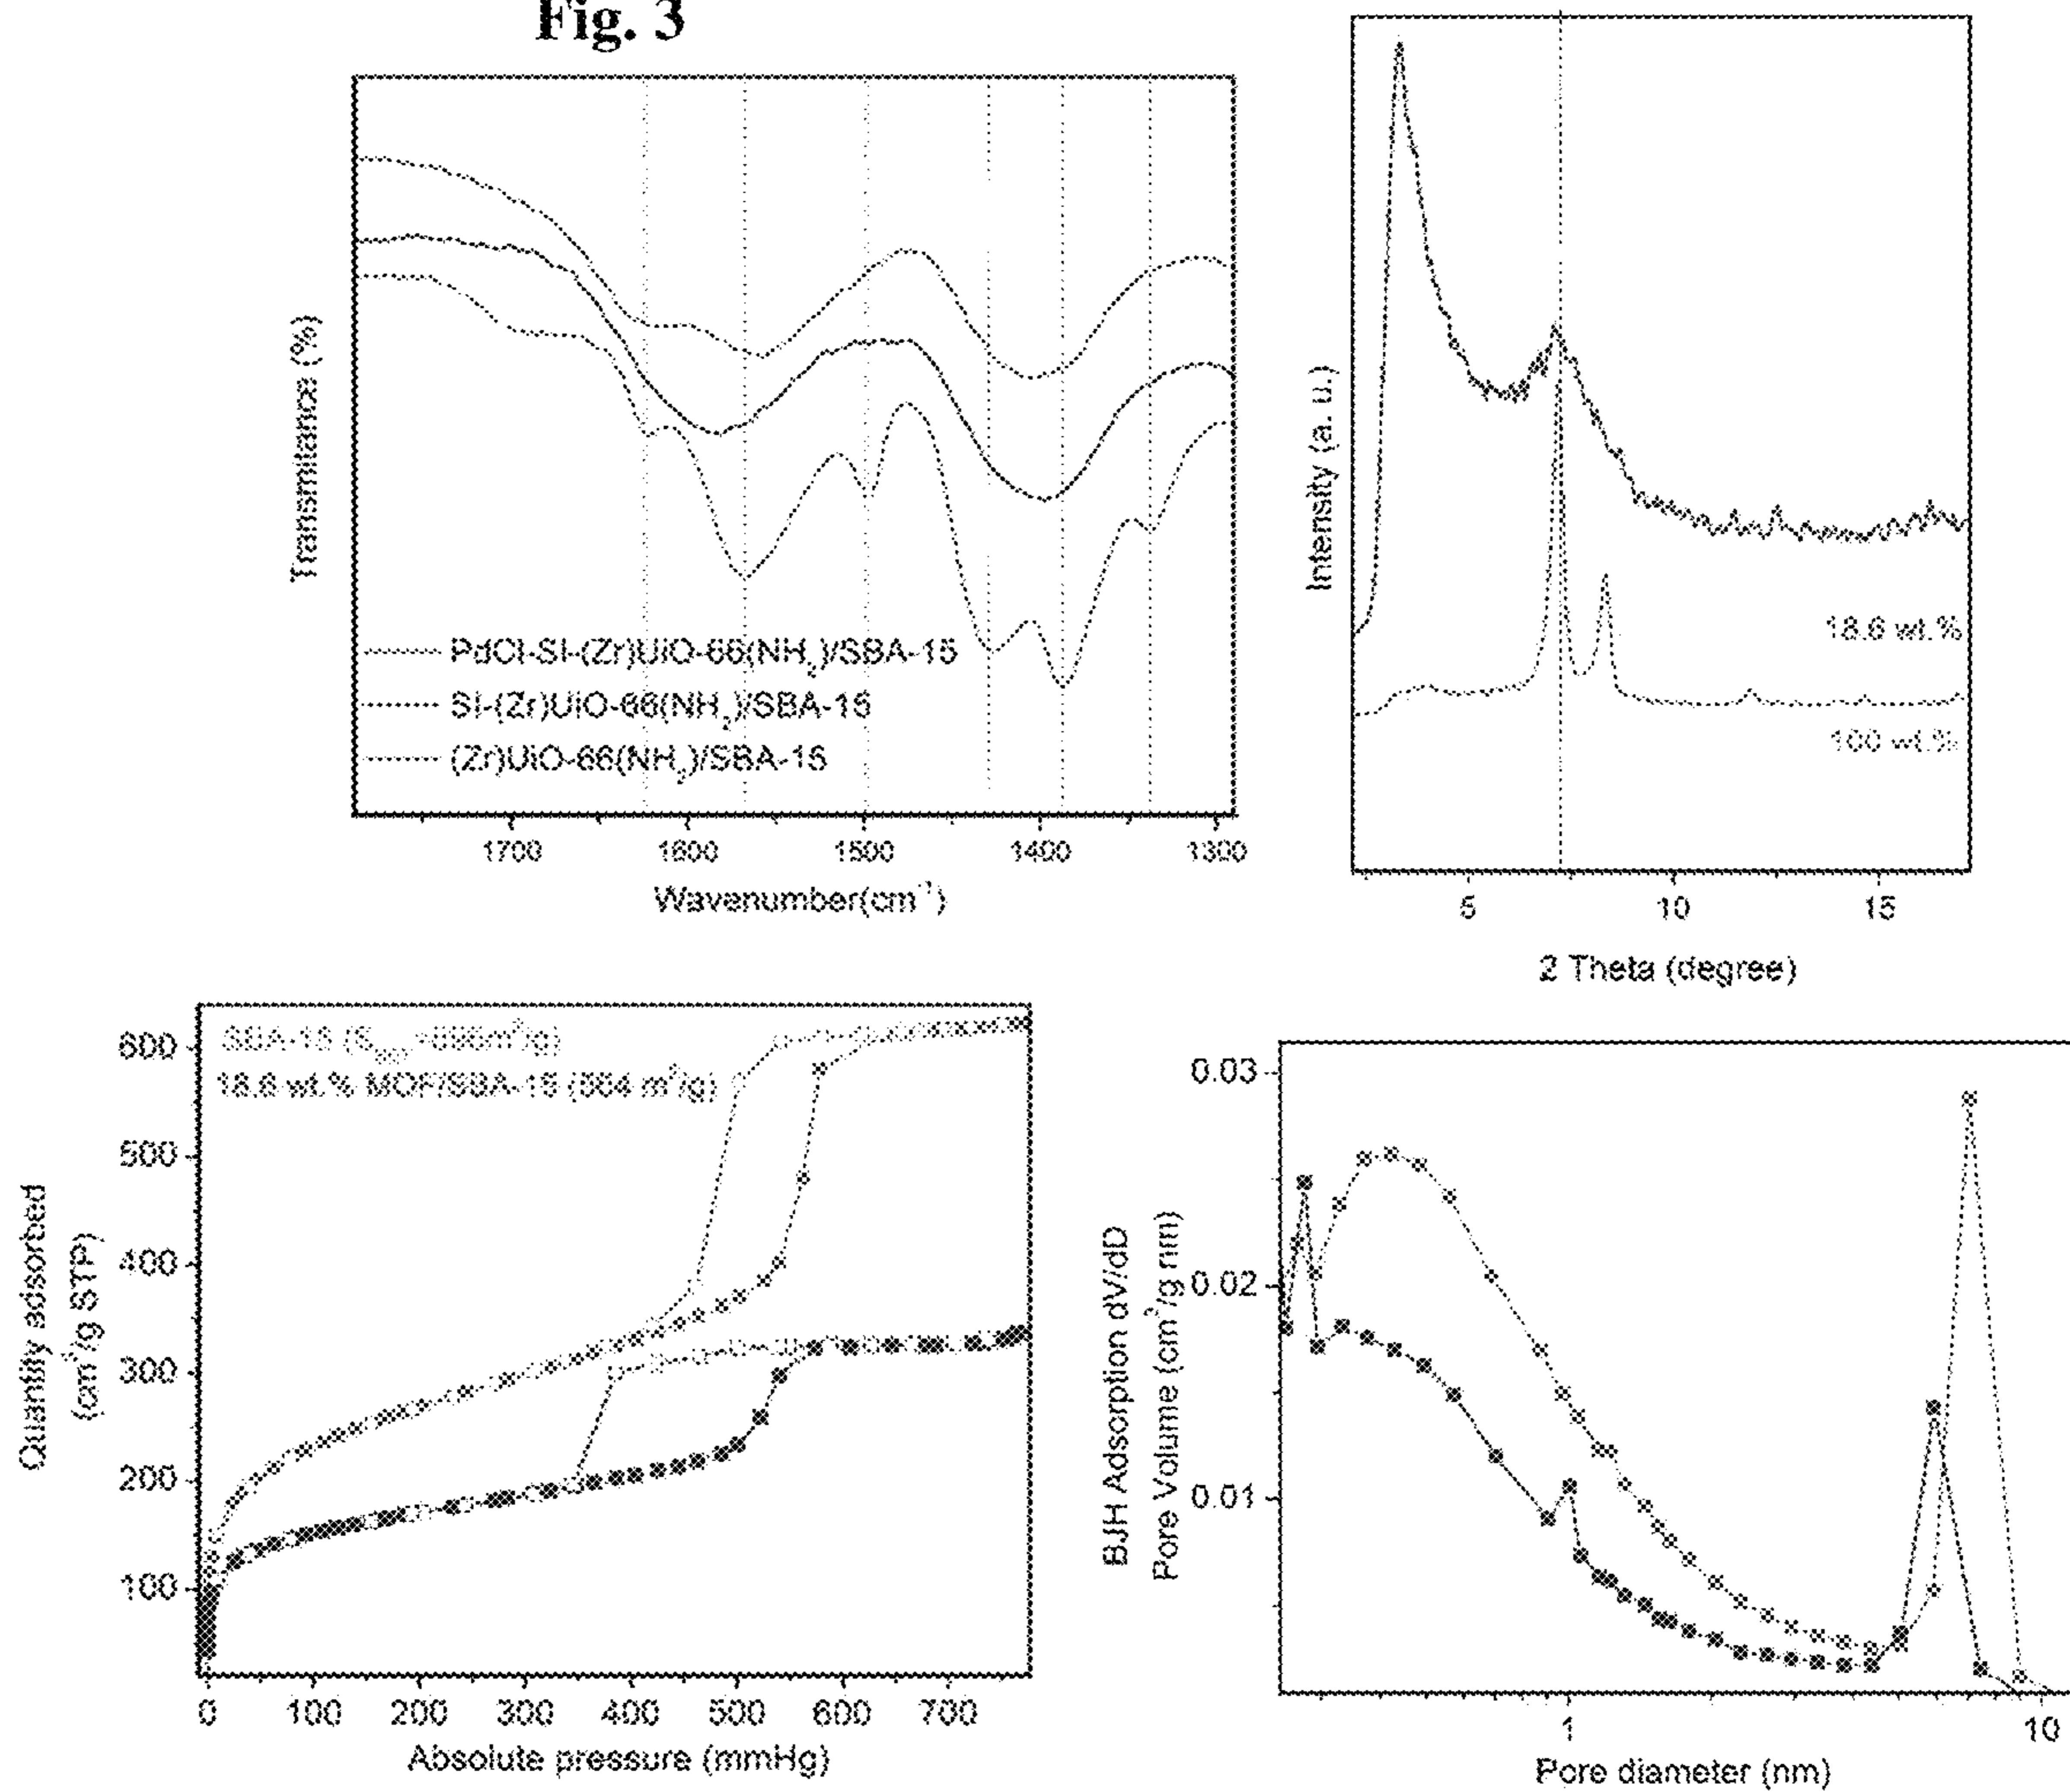 Fig. 3
Transmitance (%)
PdCl-SI-(Zr)UiO-66(NH2)/SBA-15
SI-(Zr)UiO-66(NH2)/SBA-15
(Zr)UiO-66(NH2)/SBA-15
1700 1600 1500 1400 1300
Wavenumber(cm-1)
Intensity (a. u.)
18.6 wt.%
100 wt.%
5 10 15
2 Theta (degree)
Quantity adsorbed
(cm3/g STP)
600
500
400
300
200
100
SBA-15
18.6 wt.% MOF/SBA-15 (564 m2/g)
0 100 200 300 400 500 600 700
Absolute pressure (mmHg)
BJH Adsorption dV/dD
Pore Volume (cm3/g nm)
0.03
0.02
0.01
1 10
Pore diameter (nm)